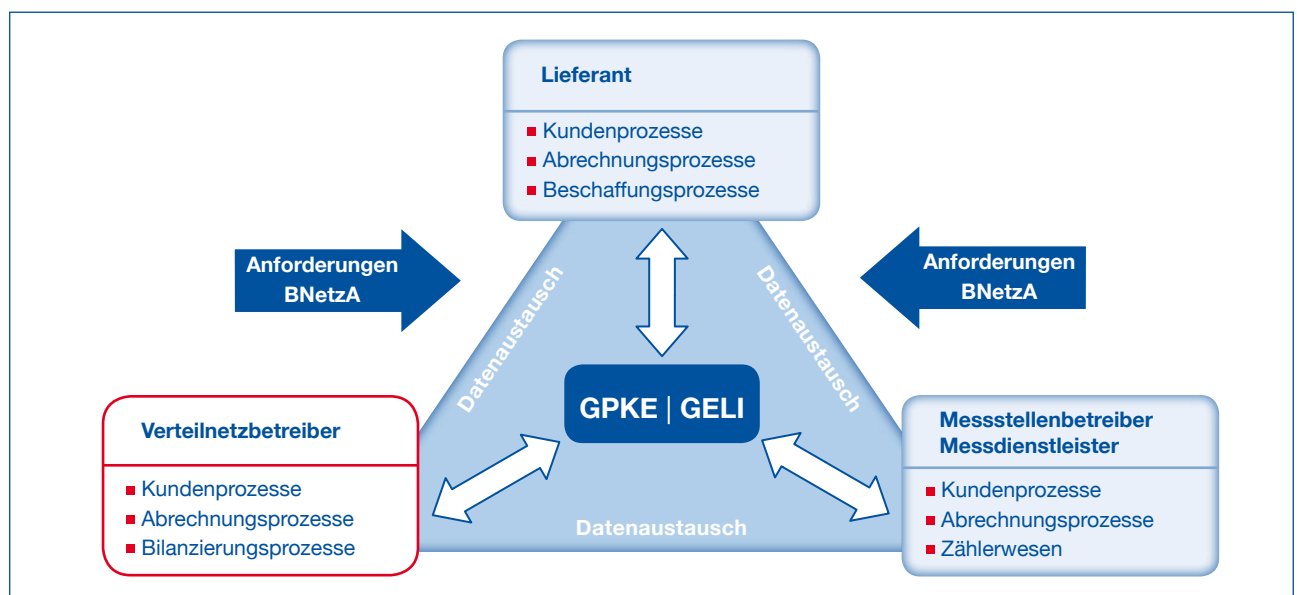 Lieferant
Kundenprozesse
Abrechnungsprozesse
Beschaffungsprozesse
Anforderungen
BNetzA
Anforderungen
BNetzA
Datenaustausch
Datenaustausch
GPKE | GELI
Verteilnetzbetreiber
Kundenprozesse
Abrechnungsprozesse
Bilanzierungsprozesse
Datenaustausch
Messstellenbetreiber
Messdienstleister
Kundenprozesse
Abrechnungsprozesse
Zählerwesen